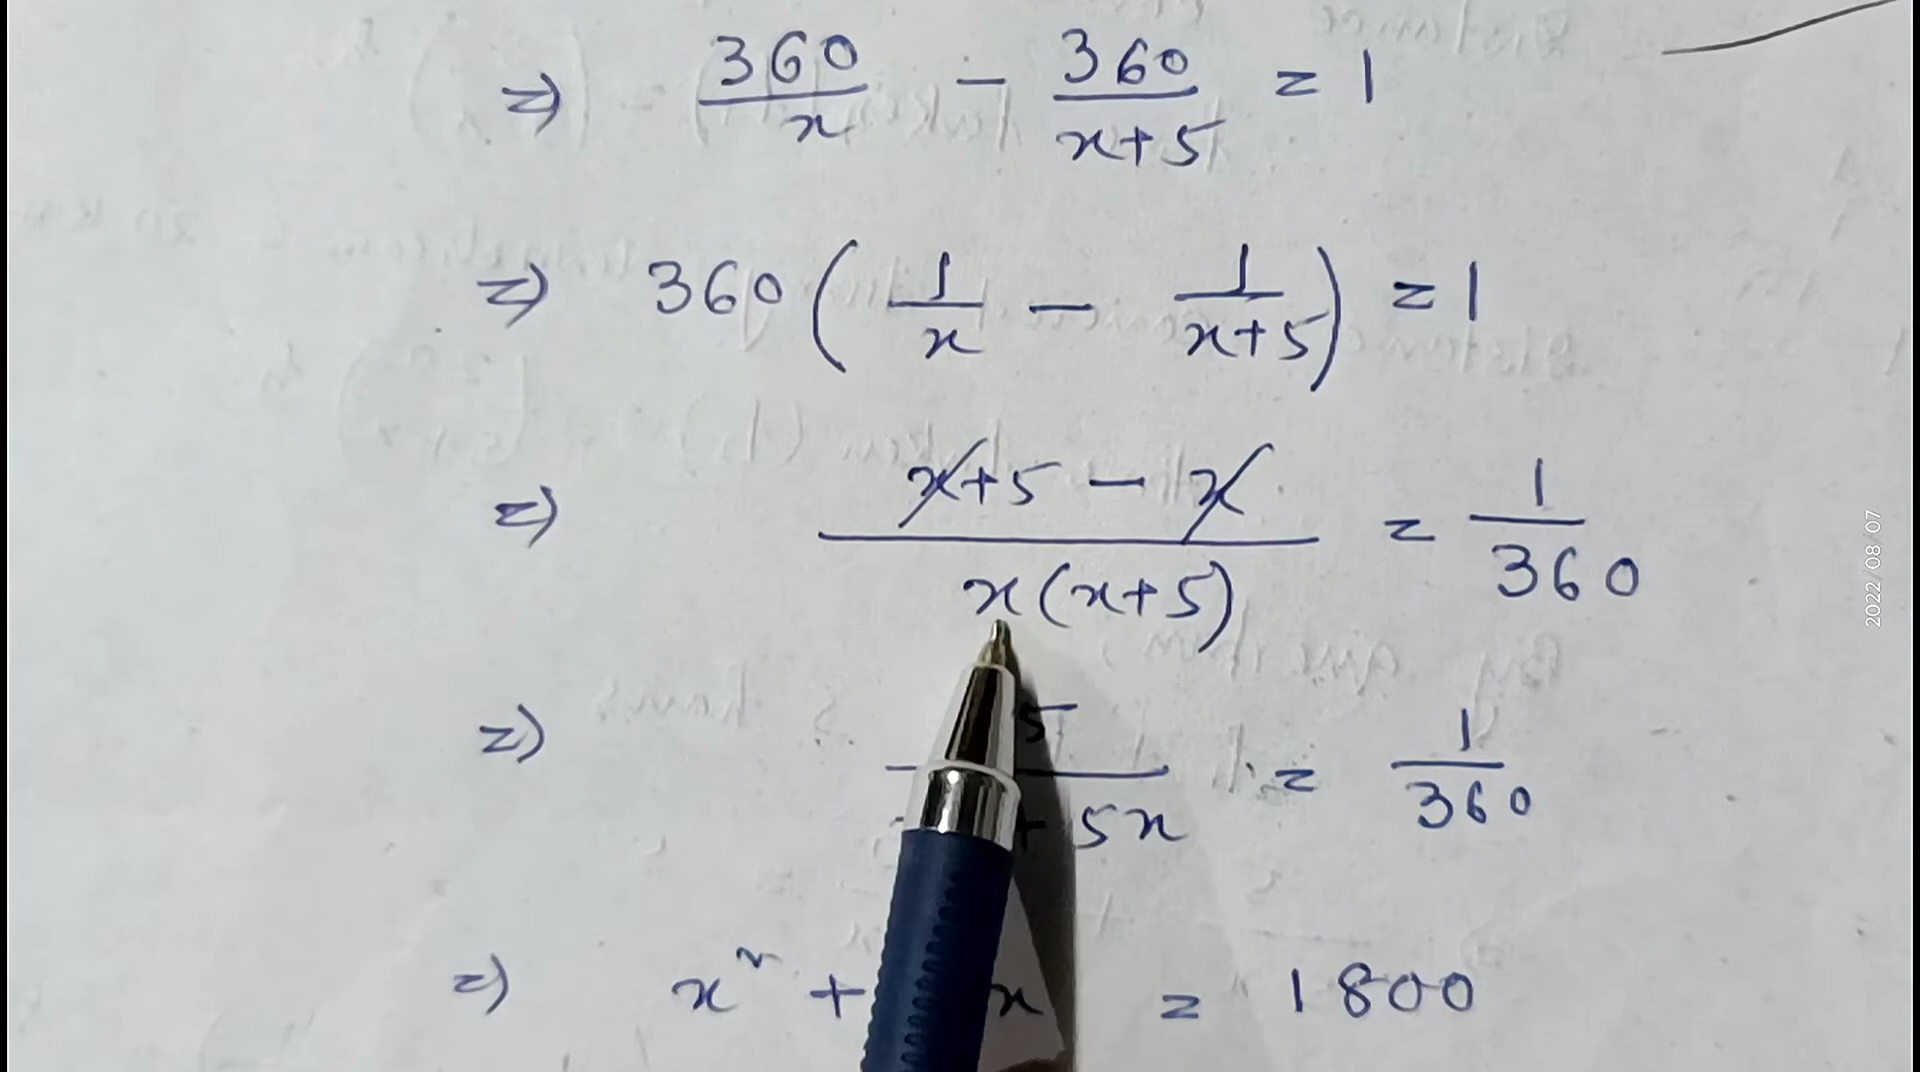 ⇒ 360/x - 360/x+5 = 1
⇒ 360 ( 1/x - 1/x+5 ) = 1
⇒ x+5 - x / x(x+5) = 1/360
⇒ 5 / + 5x = 1/360
⇒ x² + x = 1800
2022/08/07